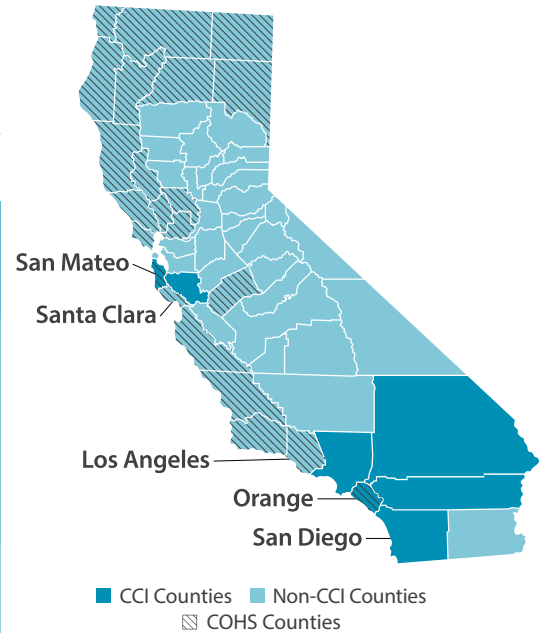 San Mateo
Santa Clara
Los Angeles
Orange
San Diego
CCI Counties Non-CCI Counties
COHS Counties